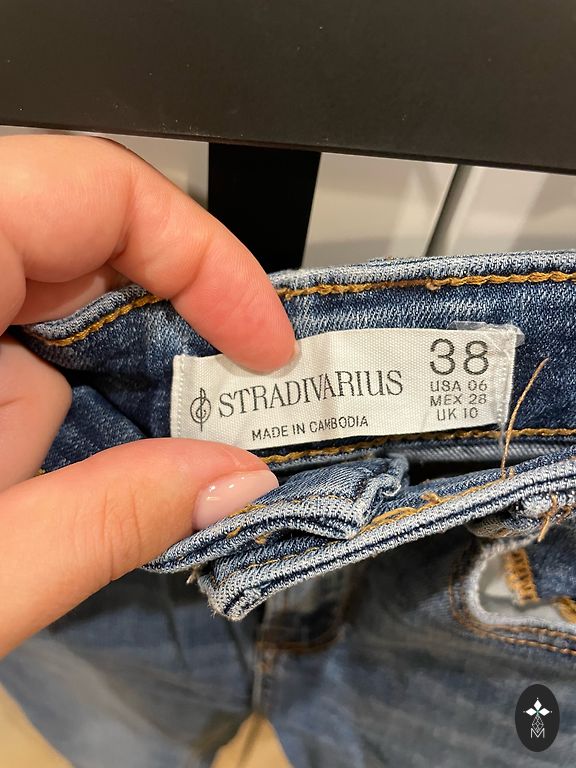 STRADIVARIUS
MADE IN CAMBODIA
38
USA 06
MEX 28
UK 10
M